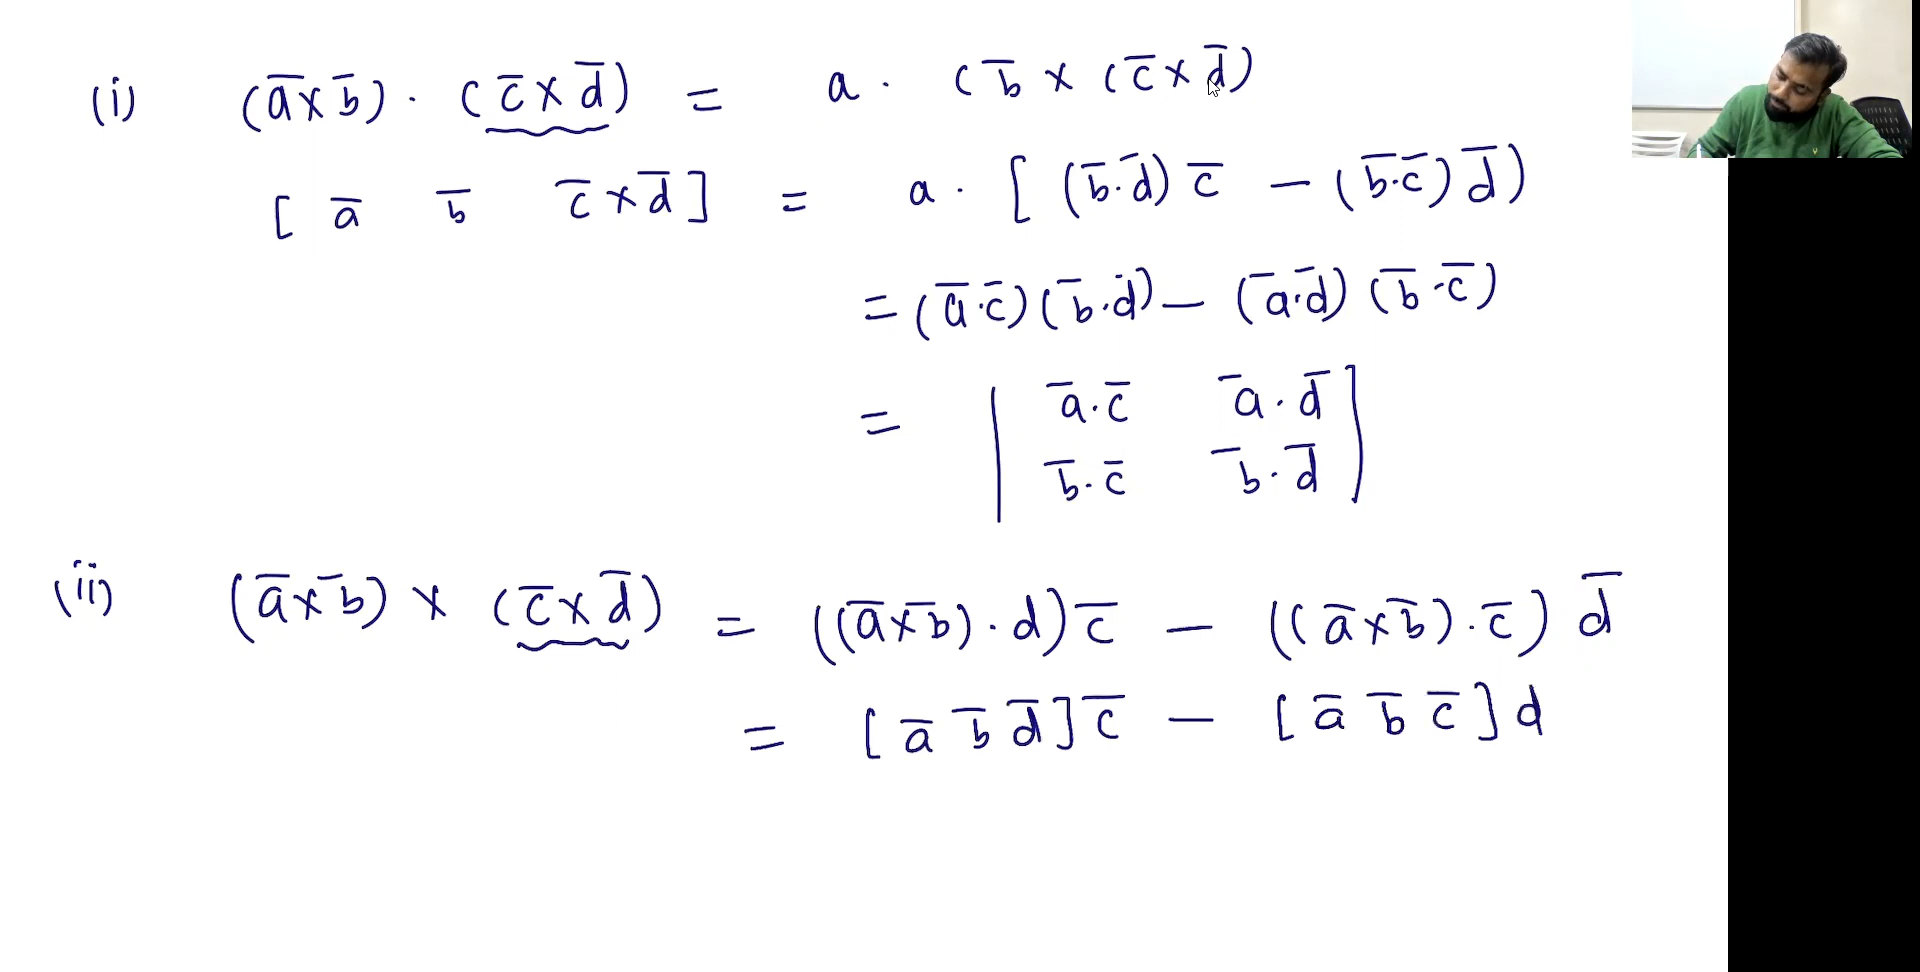 (i) (a̅ × b̅) · (c̅ × d̅) = a · (b̅ × (c̅ × d̅)
[a̅ b̅ c̅ × d̅] = a · [(b̅·d̅) c̅ − (b̅·c̅) d̅)
= (a̅·c̅)(b̅·d̅) − (a̅·d̅)(b̅·c̅)
= | a̅·c̅ a̅·d̅
b̅·c̅ b̅·d̅ |
(ii) (a̅ × b̅) × (c̅ × d̅) = ((a̅ × b̅) · d) c̅ − ((a̅ × b̅) · c̅) d̅
= [a̅ b̅ d̅] c̅ − [a̅ b̅ c̅] d